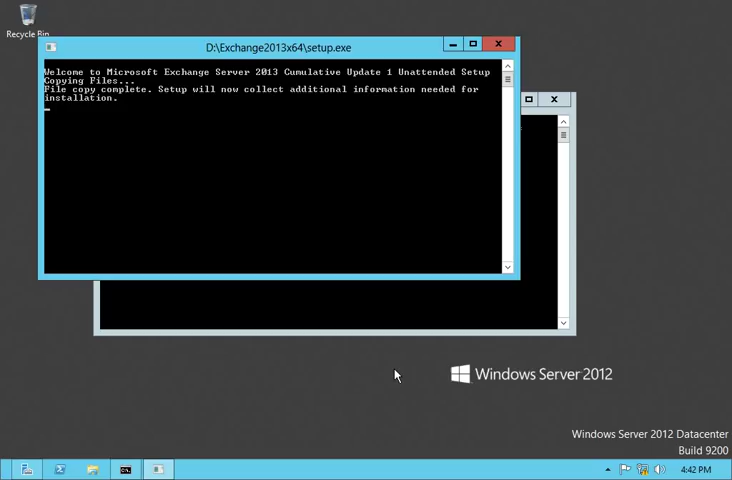 Recycle Bin
D:\Exchange2013x64\setup.exe
Welcome to Microsoft Exchange Server 2013 Cumulative Update 1 Unattended Setup
Copying Files...
File copy complete. Setup will now collect additional information needed for
installation.
Windows Server 2012
Windows Server 2012 Datacenter
Build 9200
4:42 PM